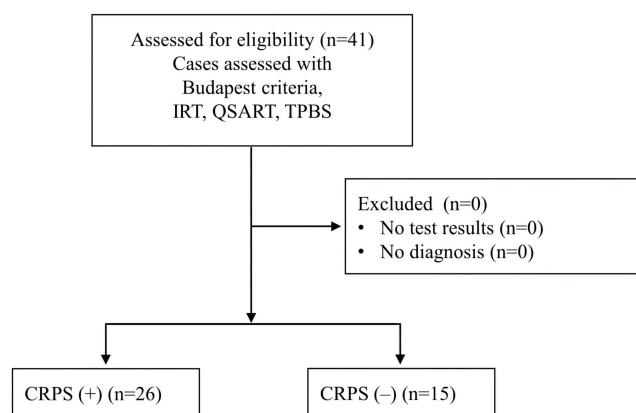 Assessed for eligibility (n=41)
Cases assessed with
Budapest criteria,
IRT, QSART, TPBS
Excluded (n=0)
• No test results (n=0)
• No diagnosis (n=0)
CRPS (+) (n=26)
CRPS (–) (n=15)